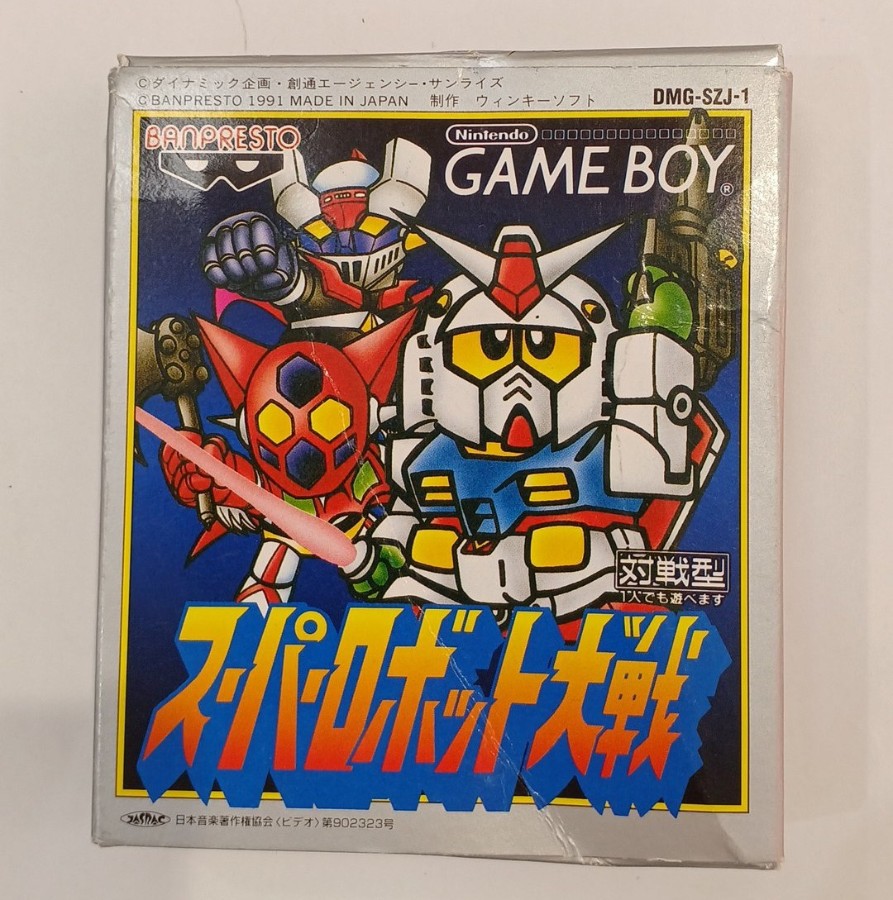 ©ダイナミック企画・創通エージェンシー・サンライズ
©BANPRESTO 1991 MADE IN JAPAN 制作 ウィンキーソフト DMG-SZJ-1
BANPRESTO
Nintendo
GAME BOY®
対戦型
1人でも遊べます
スーパーロボット大戦
JASRAC 日本音楽著作権協会〈ビデオ〉第902323号